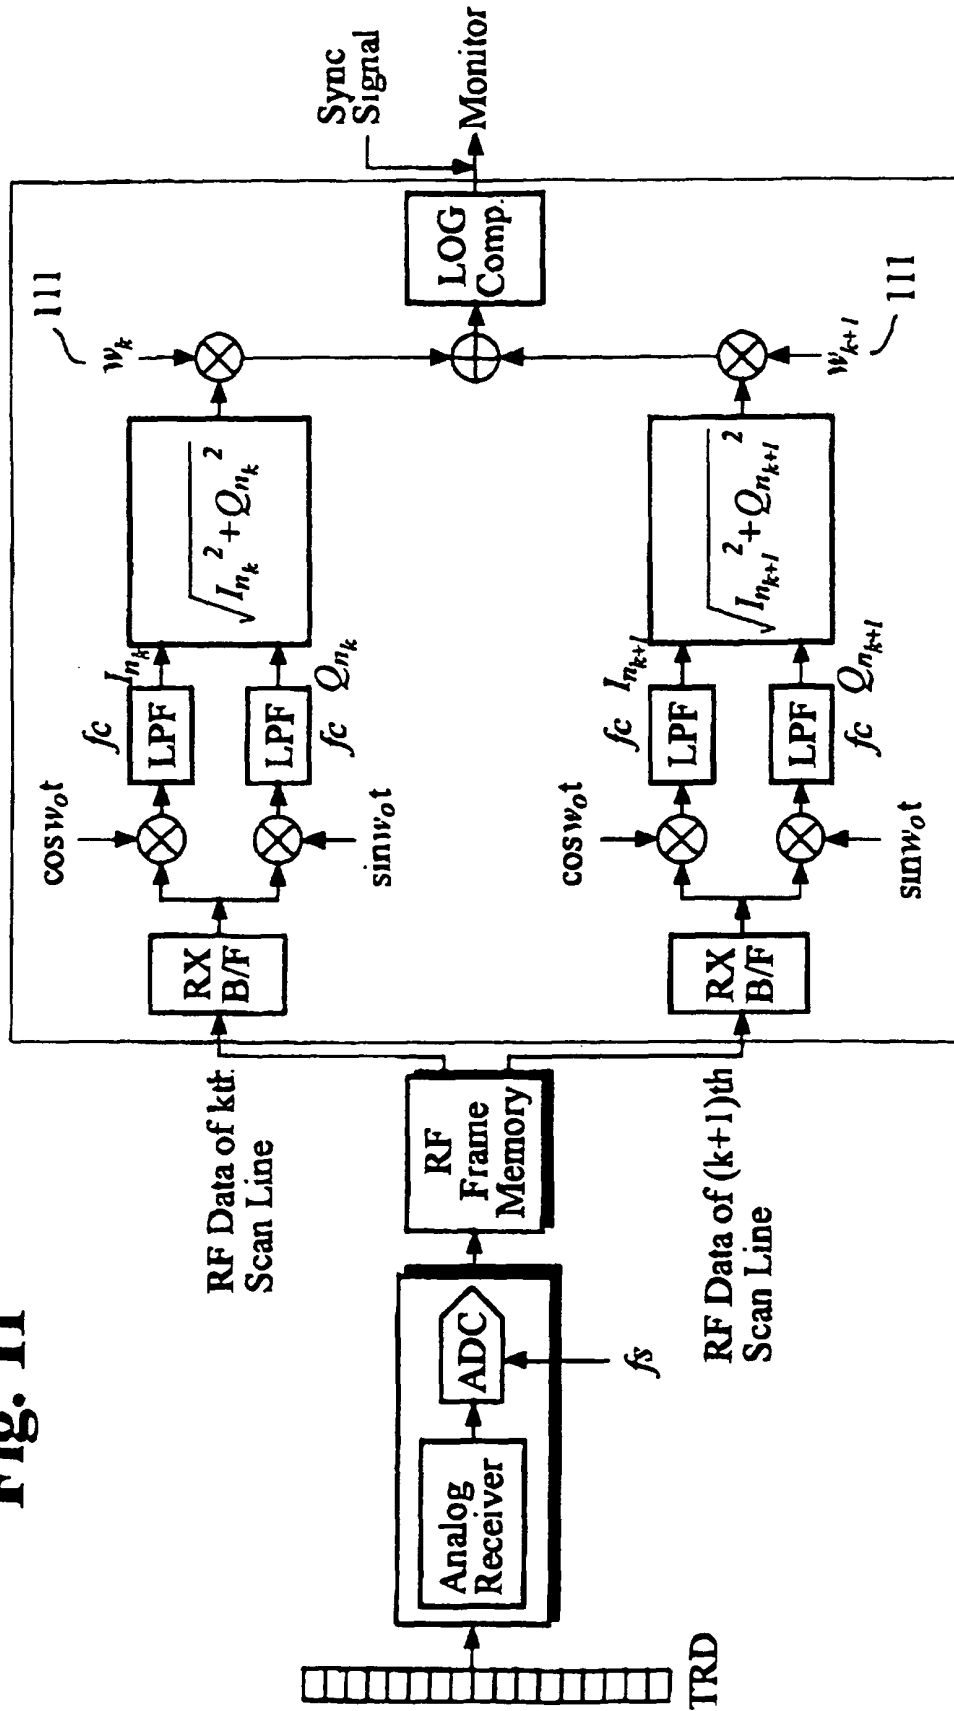 Fig. 11
TRD
Analog
Receiver
ADC
fs
RF
Frame
Memory
RF Data of kth
Scan Line
RF Data of (k+1)th
Scan Line
RX
B/F
cosw₀t
sinw₀t
fc
LPF
Iₙₖ
LPF
fc
Qₙₖ
√Iₙₖ² + Qₙₖ²
wₖ
111
RX
B/F
cosw₀t
sinw₀t
fc
LPF
Iₙₖ₊₁
LPF
fc
Qₙₖ₊₁
√Iₙₖ₊₁² + Qₙₖ₊₁²
wₖ₊₁
111
LOG
Comp.
Sync
Signal
Monitor